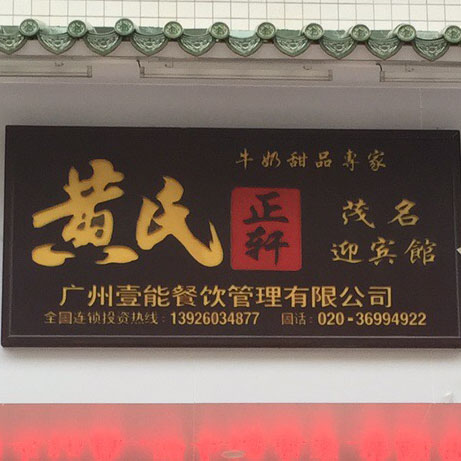 牛奶甜品專家
黄氏
正轩
茂名
迎宾館
广州壹能餐饮管理有限公司
全国连锁投资热线：13926034877 固话：020-36994922